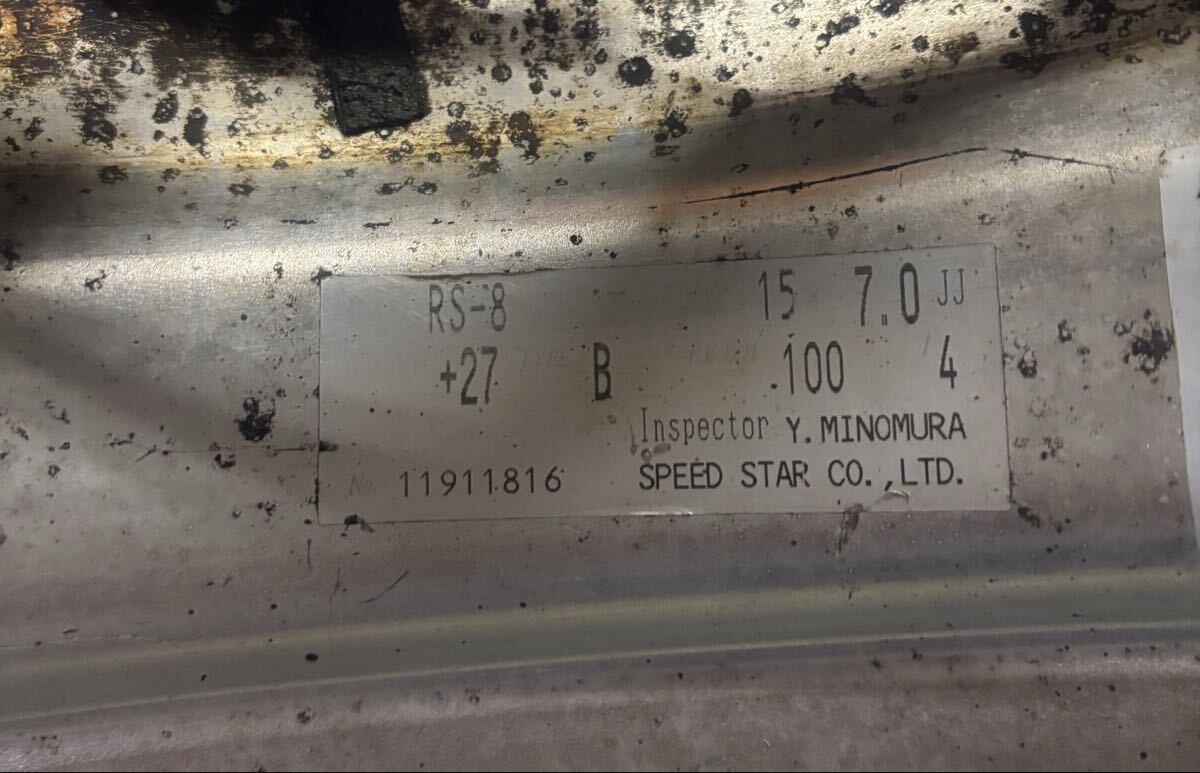 RS-8 15 7.0 JJ
+27 B 100 4
Inspector Y. MINOMURA
No. 11911816 SPEED STAR CO.,LTD.